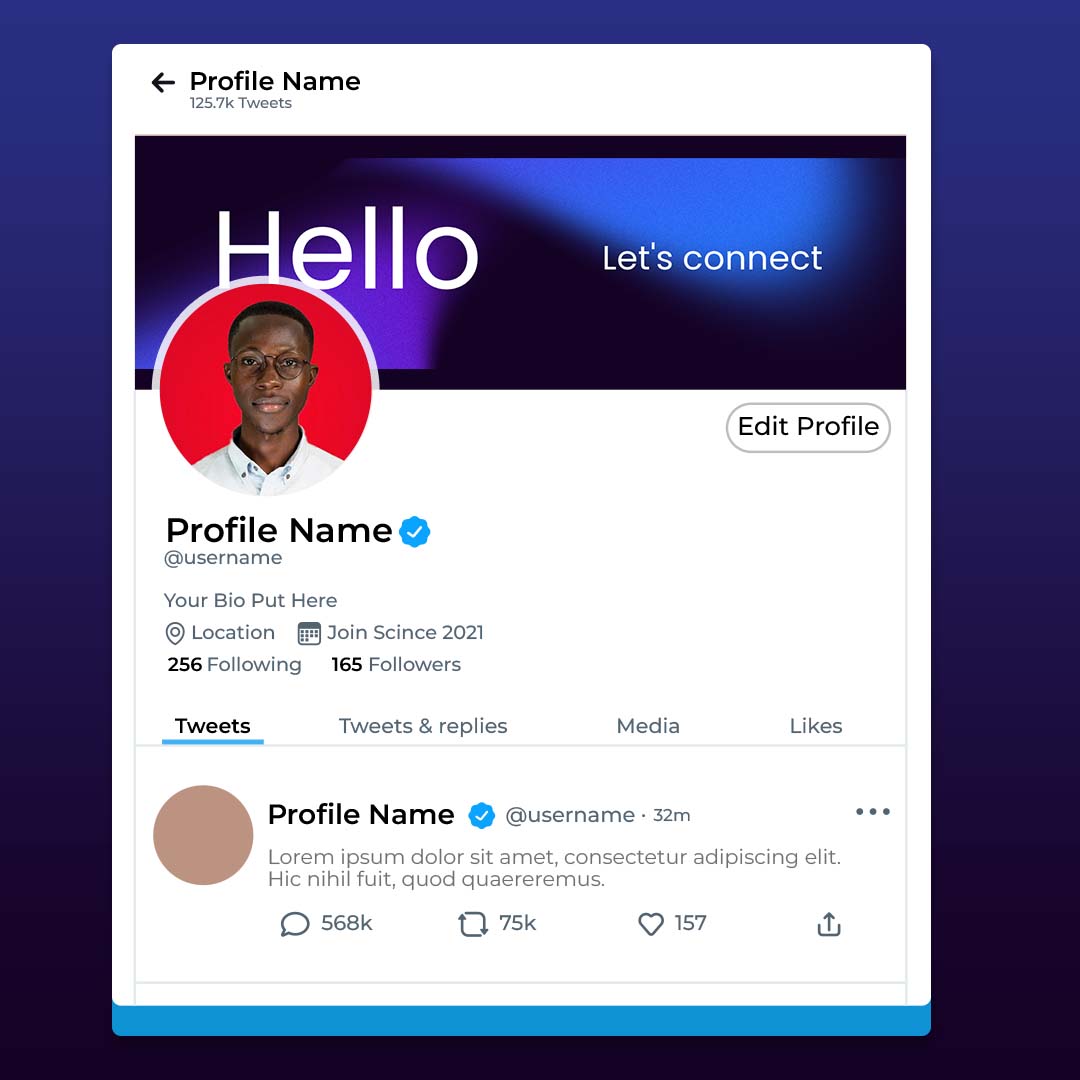 Profile Name
125.7k Tweets
Hello
Let's connect
Edit Profile
Profile Name
@username
Your Bio Put Here
Location Join Scince 2021
256 Following 165 Followers
Tweets Tweets & replies Media Likes
Profile Name @username · 32m
Lorem ipsum dolor sit amet, consectetur adipiscing elit.
Hic nihil fuit, quod quaereremus.
568k 75k 157